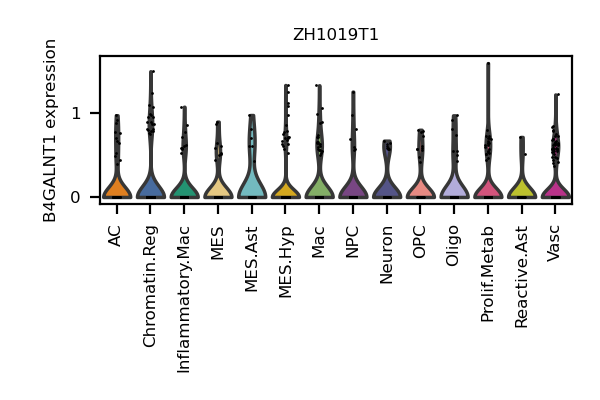 ZH1019T1
B4GALNT1 expression
1
0
AC
Chromatin.Reg
Inflammatory.Mac
MES
MES.Ast
MES.Hyp
Mac
NPC
Neuron
OPC
Oligo
Prolif.Metab
Reactive.Ast
Vasc